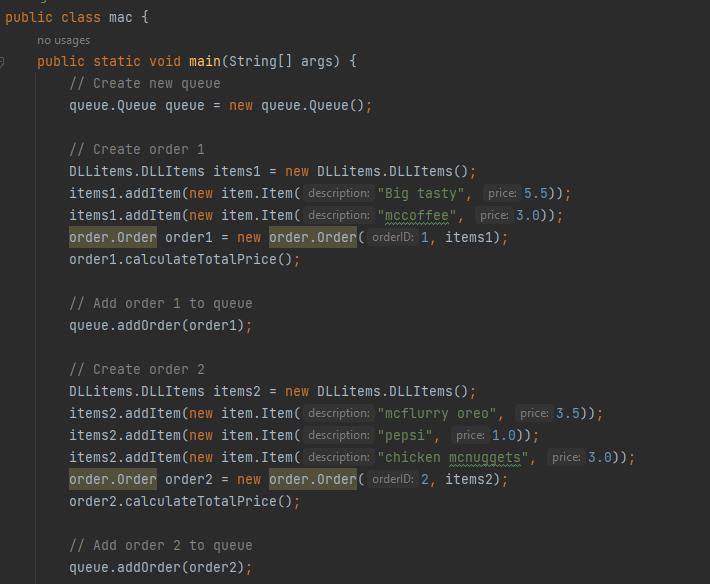 public class mac {
no usages
public static void main(String[] args) {
// Create new queue
queue.Queue queue = new queue.Queue();
// Create order 1
DLLitems.DLLItems items1 = new DLLitems.DLLItems();
items1.addItem(new item.Item( description: "Big tasty", price: 5.5));
items1.addItem(new item.Item( description: "mccoffee", price: 3.0));
order.Order order1 = new order.Order( orderID: 1, items1);
order1.calculateTotalPrice();
// Add order 1 to queue
queue.addOrder(order1);
// Create order 2
DLLitems.DLLItems items2 = new DLLitems.DLLItems();
items2.addItem(new item.Item( description: "mcflurry oreo", price: 3.5));
items2.addItem(new item.Item( description: "pepsi", price: 1.0));
items2.addItem(new item.Item( description: "chicken mcnuggets", price: 3.0));
order.Order order2 = new order.Order( orderID: 2, items2);
order2.calculateTotalPrice();
// Add order 2 to queue
queue.addOrder(order2);